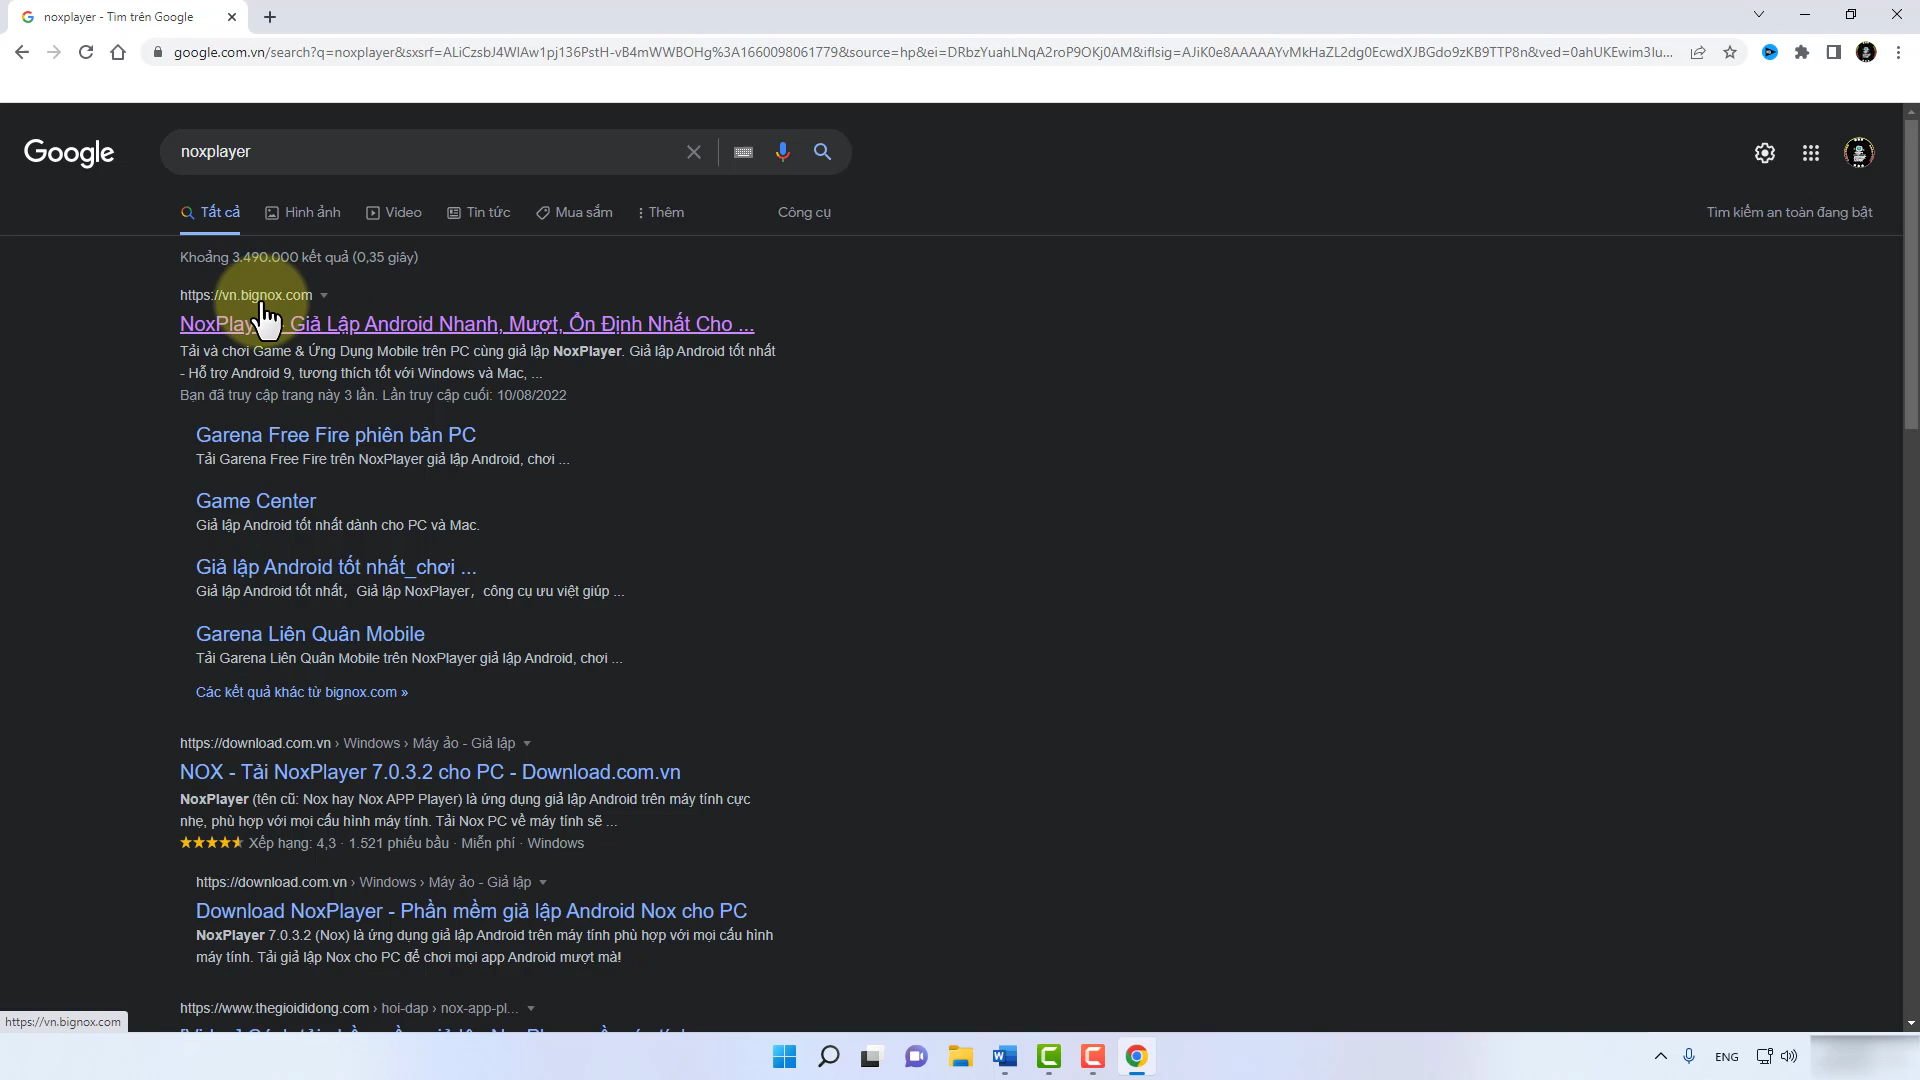 noxplayer - Tìm trên Google
google.com.vn/search?q=noxplayer&sxsrf=ALiCzsbJ4WlAw1pj136PstH-vB4mWWBOHg%3A1660098061779&source=hp&ei=DRbzYuahLNqA2roP9OKj0AM&iflsig=AJiK0e8AAAAAYvMkHaZL2dg0EcwdXJBGdo9zKB9TTP8n&ved=0ahUKEwim3Iu...
Google
noxplayer
Tất cả Hình ảnh Video Tin tức Mua sắm Thêm Công cụ Tìm kiếm an toàn đang bật
Khoảng 3.490.000 kết quả (0,35 giây)
https://vn.bignox.com
NoxPlay Giả Lập Android Nhanh, Mượt, Ổn Định Nhất Cho ...
Tải và chơi Game & Ứng Dụng Mobile trên PC cùng giả lập NoxPlayer. Giả lập Android tốt nhất
- Hỗ trợ Android 9, tương thích tốt với Windows và Mac, ...
Bạn đã truy cập trang này 3 lần. Lần truy cập cuối: 10/08/2022
Garena Free Fire phiên bản PC
Tải Garena Free Fire trên NoxPlayer giả lập Android, chơi ...
Game Center
Giả lập Android tốt nhất dành cho PC và Mac.
Giả lập Android tốt nhất_chơi ...
Giả lập Android tốt nhất，Giả lập NoxPlayer，công cụ ưu việt giúp ...
Garena Liên Quân Mobile
Tải Garena Liên Quân Mobile trên NoxPlayer giả lập Android, chơi ...
Các kết quả khác từ bignox.com »
https://download.com.vn › Windows › Máy ảo - Giả lập
NOX - Tải NoxPlayer 7.0.3.2 cho PC - Download.com.vn
NoxPlayer (tên cũ: Nox hay Nox APP Player) là ứng dụng giả lập Android trên máy tính cực
nhẹ, phù hợp với mọi cấu hình máy tính. Tải Nox PC về máy tính sẽ ...
Xếp hạng: 4,3 · 1.521 phiếu bầu · Miễn phí · Windows
https://download.com.vn › Windows › Máy ảo - Giả lập
Download NoxPlayer - Phần mềm giả lập Android Nox cho PC
NoxPlayer 7.0.3.2 (Nox) là ứng dụng giả lập Android trên máy tính phù hợp với mọi cấu hình
máy tính. Tải giả lập Nox cho PC để chơi mọi app Android mượt mà!
https://www.thegioididong.com › hoi-dap › nox-app-pl...
https://vn.bignox.com
ENG